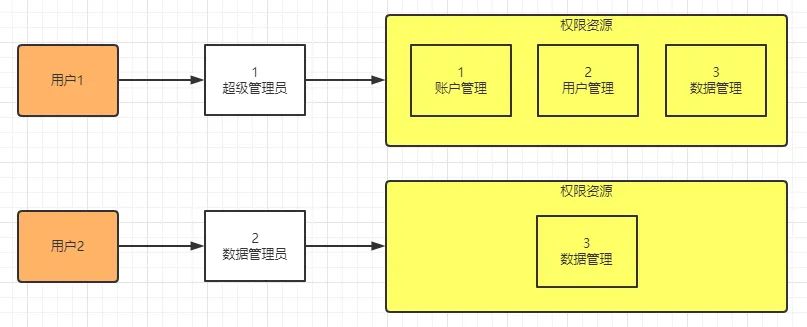 权限资源
用户1
1
超级管理员
1
账户管理
2
用户管理
3
数据管理
权限资源
用户2
2
数据管理员
3
数据管理